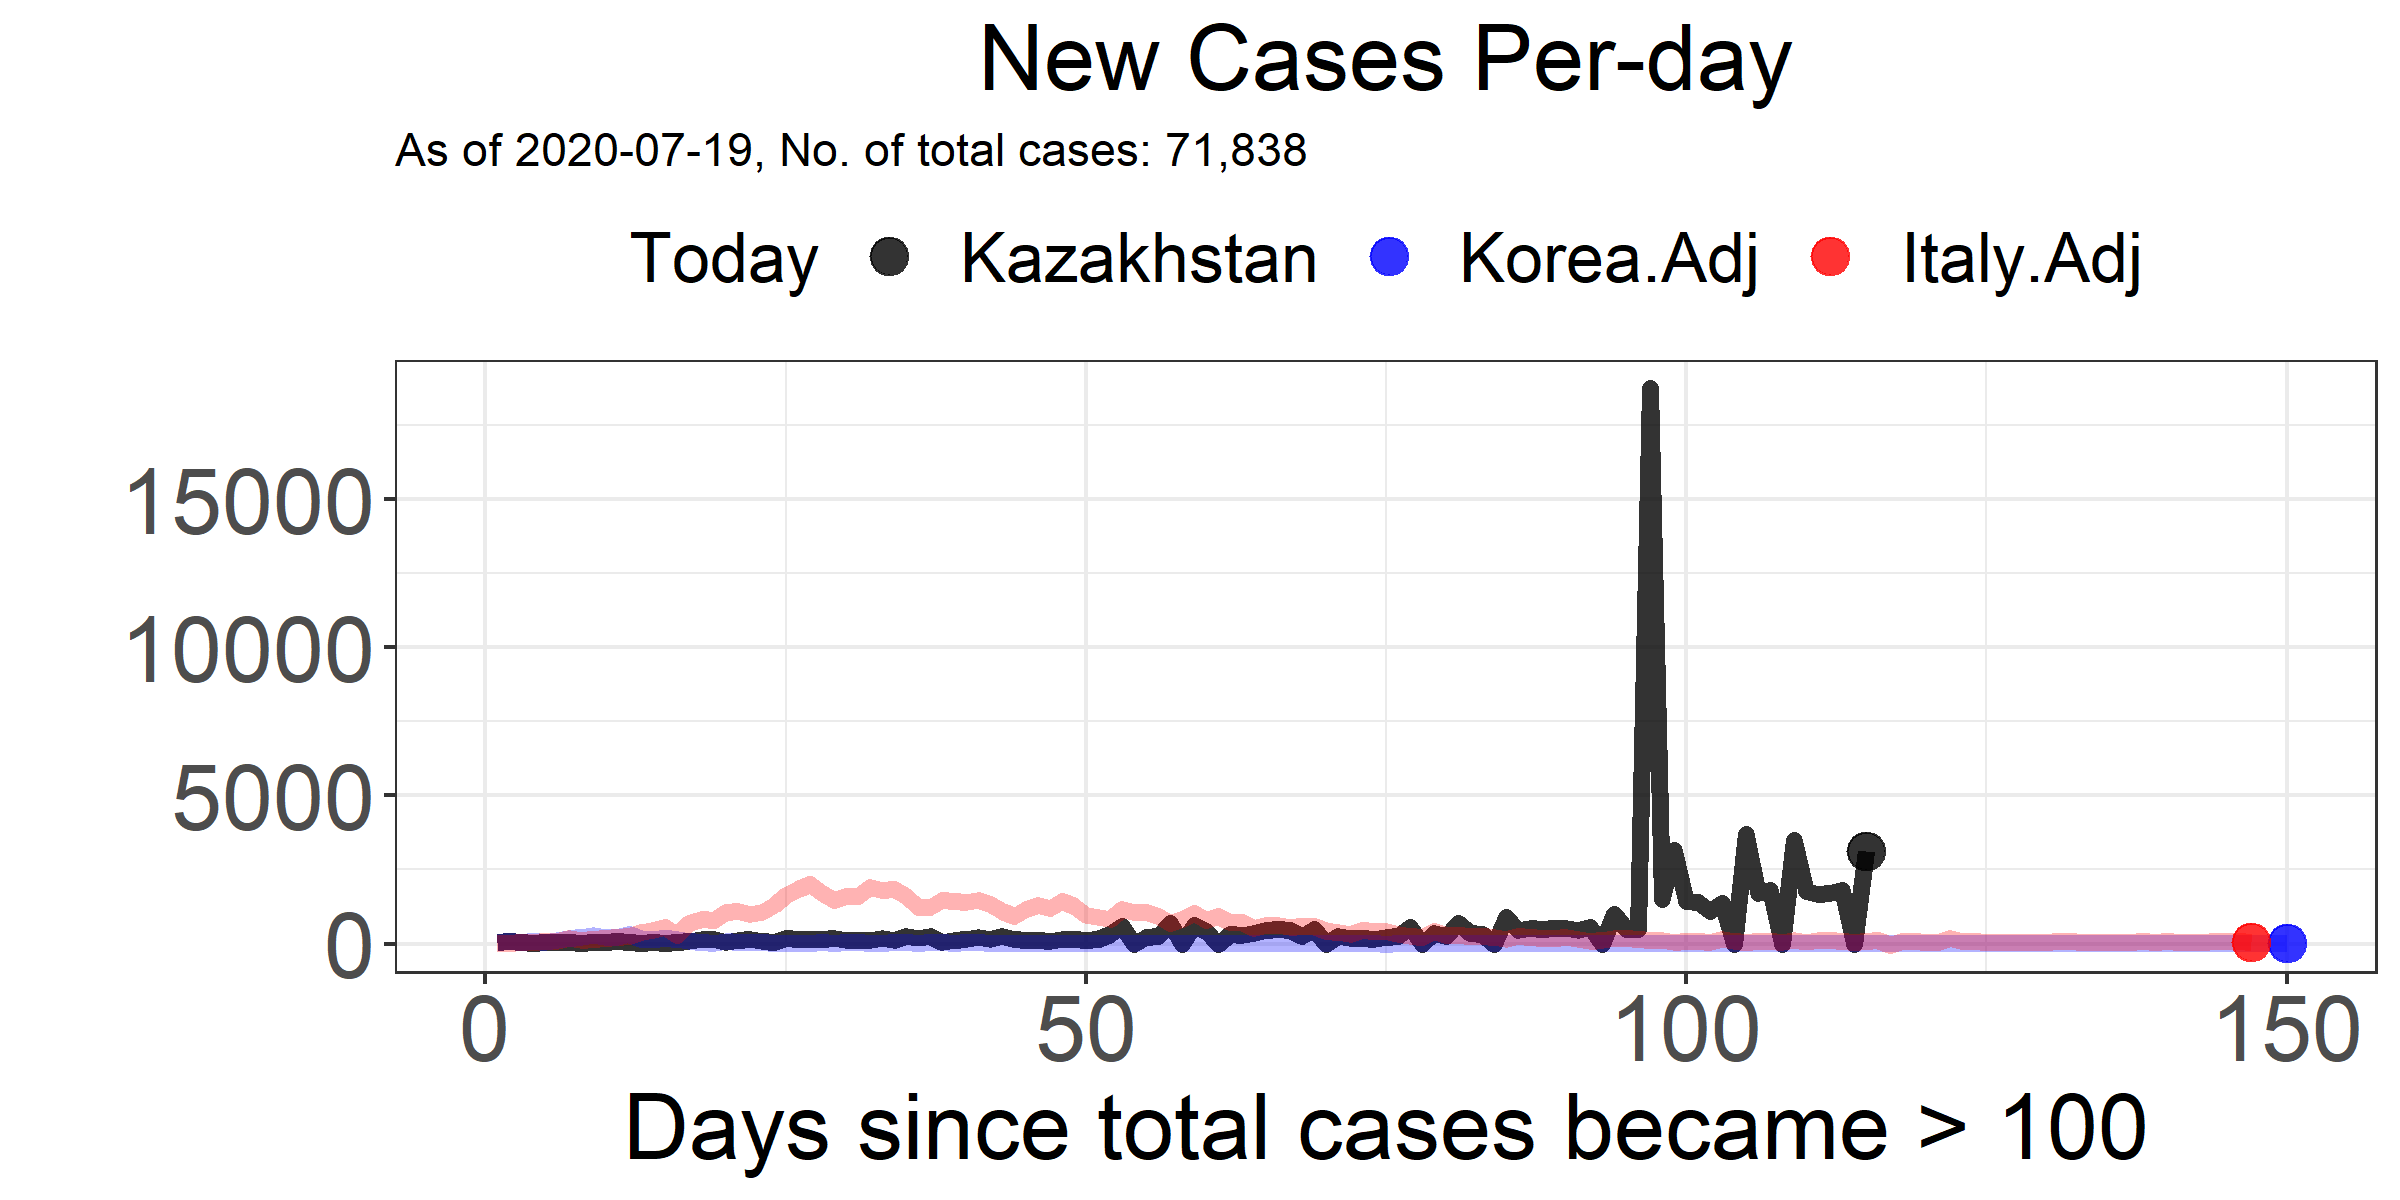 New Cases Per-day
As of 2020-07-19, No. of total cases: 71,838
Today Kazakhstan Korea.Adj Italy.Adj
15000
10000
5000
0
0 50 100 150
Days since total cases became > 100